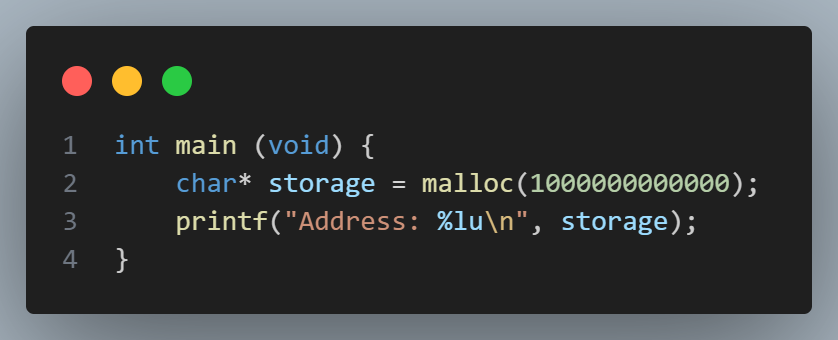 1 int main (void) {
2 char* storage = malloc(1000000000000);
3 printf("Address: %lu\n", storage);
4 }